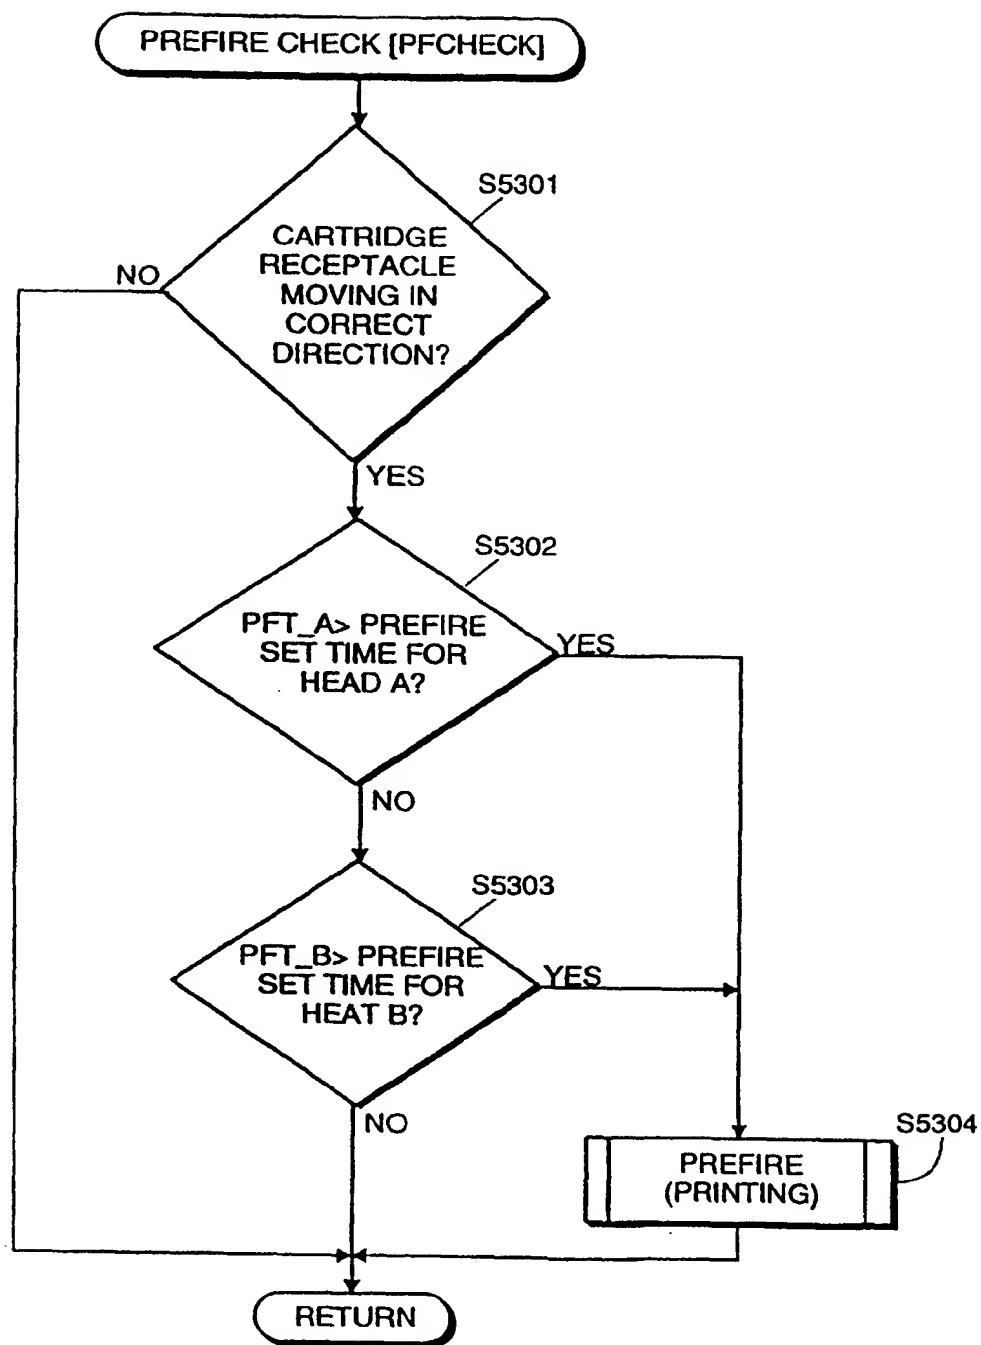 PREFIRE CHECK [PFCHECK]
S5301
CARTRIDGE
RECEPTACLE
MOVING IN
CORRECT
DIRECTION?
NO
YES
S5302
PFT_A> PREFIRE
SET TIME FOR
HEAD A?
YES
NO
S5303
PFT_B> PREFIRE
SET TIME FOR
HEAT B?
YES
NO
S5304
PREFIRE
(PRINTING)
RETURN